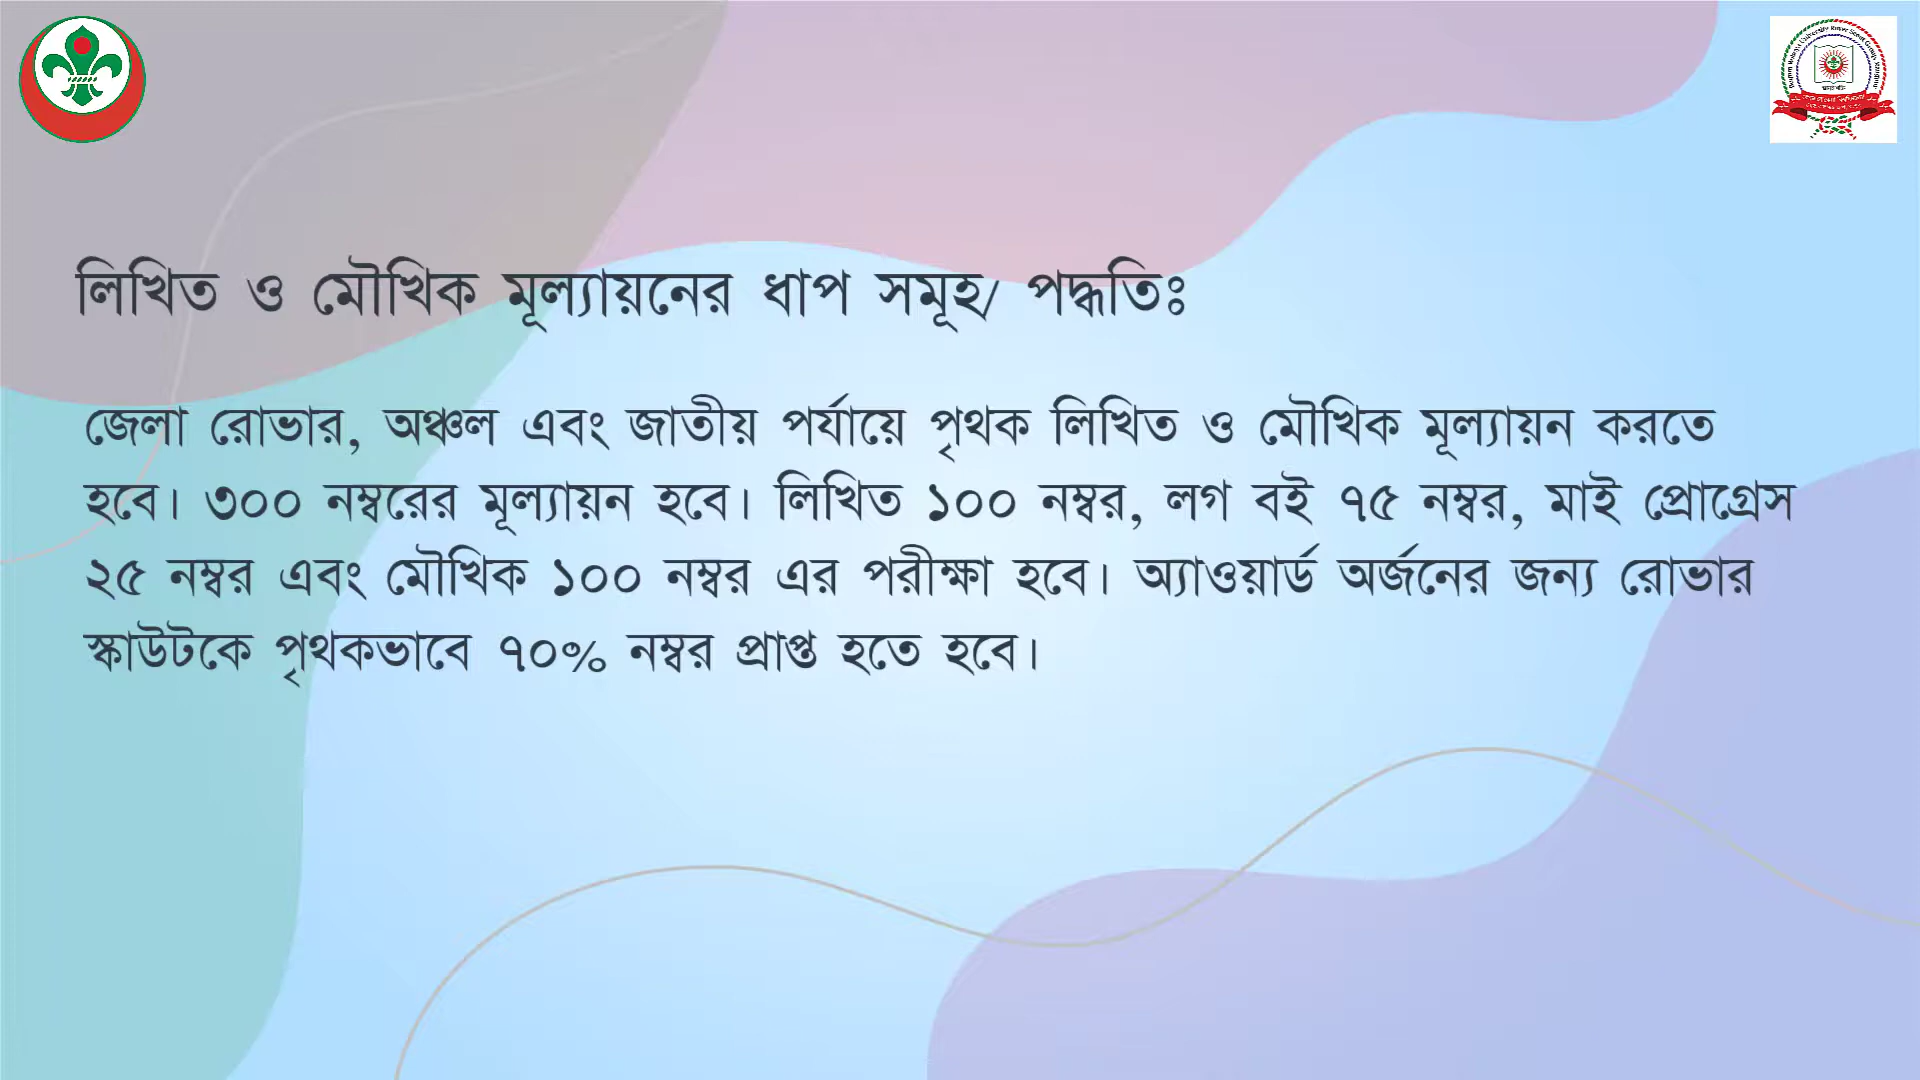 লিখিত ও মৌখিক মূল্যায়নের ধাপ সমূহ/ পদ্ধতিঃ
জেলা রোভার, অঞ্চল এবং জাতীয় পর্যায়ে পৃথক লিখিত ও মৌখিক মূল্যায়ন করতে
হবে। ৩০০ নম্বরের মূল্যায়ন হবে। লিখিত ১০০ নম্বর, লগ বই ৭৫ নম্বর, মাই প্রোগ্রেস
২৫ নম্বর এবং মৌখিক ১০০ নম্বর এর পরীক্ষা হবে। অ্যাওয়ার্ড অর্জনের জন্য রোভার
স্কাউটকে পৃথকভাবে ৭০% নম্বর প্রাপ্ত হতে হবে।